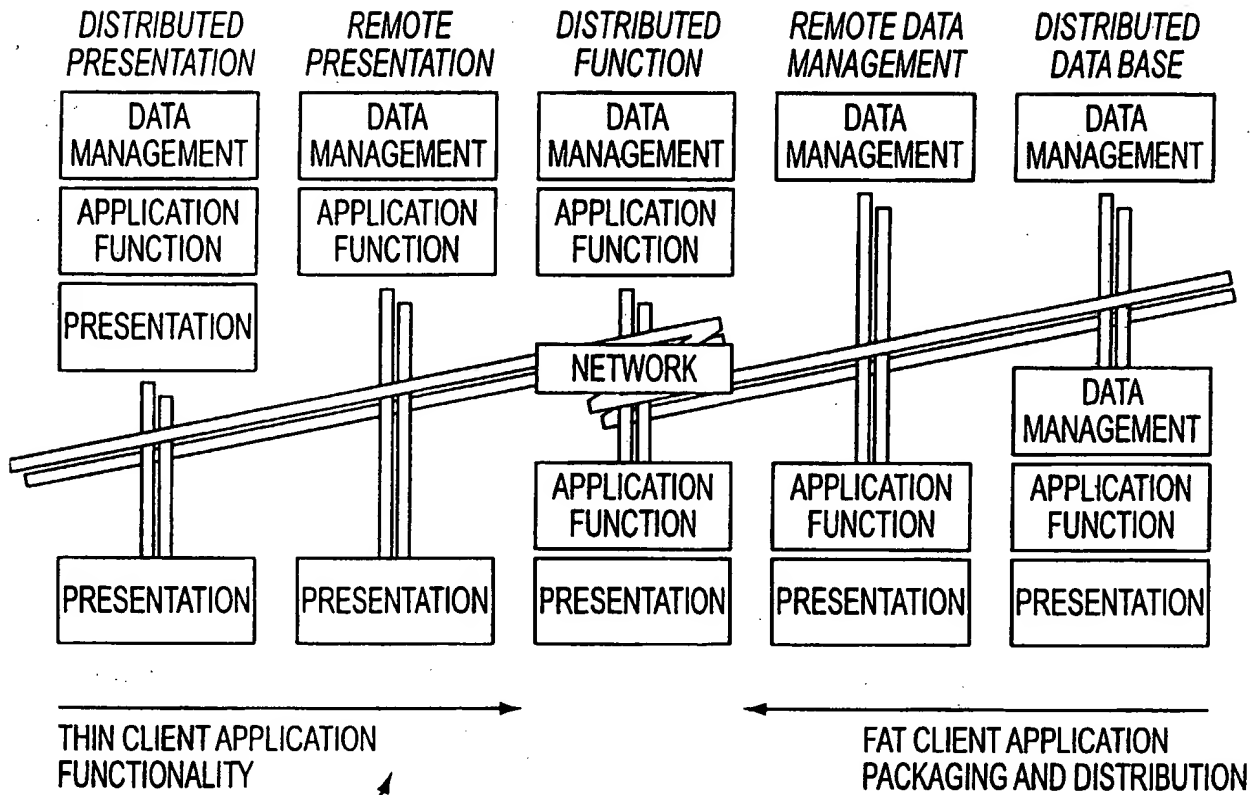 DISTRIBUTED
PRESENTATION
REMOTE
PRESENTATION
DISTRIBUTED
FUNCTION
REMOTE DATA
MANAGEMENT
DISTRIBUTED
DATA BASE
DATA
MANAGEMENT
APPLICATION
FUNCTION
PRESENTATION
PRESENTATION
DATA
MANAGEMENT
APPLICATION
FUNCTION
PRESENTATION
DATA
MANAGEMENT
APPLICATION
FUNCTION
NETWORK
APPLICATION
FUNCTION
PRESENTATION
DATA
MANAGEMENT
APPLICATION
FUNCTION
PRESENTATION
DATA
MANAGEMENT
DATA
MANAGEMENT
APPLICATION
FUNCTION
PRESENTATION
THIN CLIENT APPLICATION
FUNCTIONALITY
FAT CLIENT APPLICATION
PACKAGING AND DISTRIBUTION